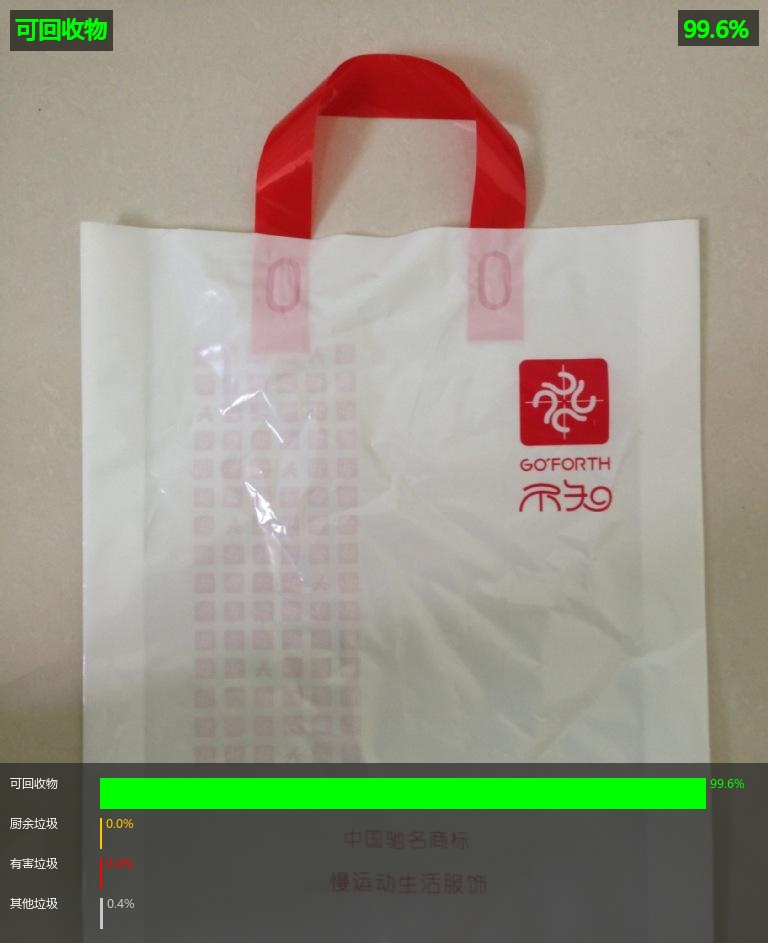 可回收物
99.6%
GO'FORTH
不知
可回收物 99.6%
厨余垃圾 0.0%
有害垃圾 0.0%
其他垃圾 0.4%
中国驰名商标
慢运动生活服饰